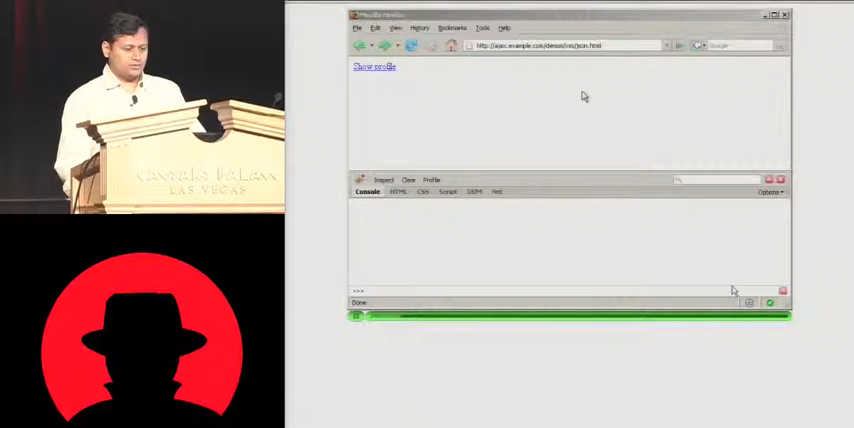 Mozilla Firefox
File Edit View History Bookmarks Tools Help
http://ajax.example.com/demos/xss/json.html
Google
Show profile
Inspect Clear Profile
Console HTML CSS Script DOM Net
Options
>>>
Done
CAESARS PALACE
LAS VEGAS